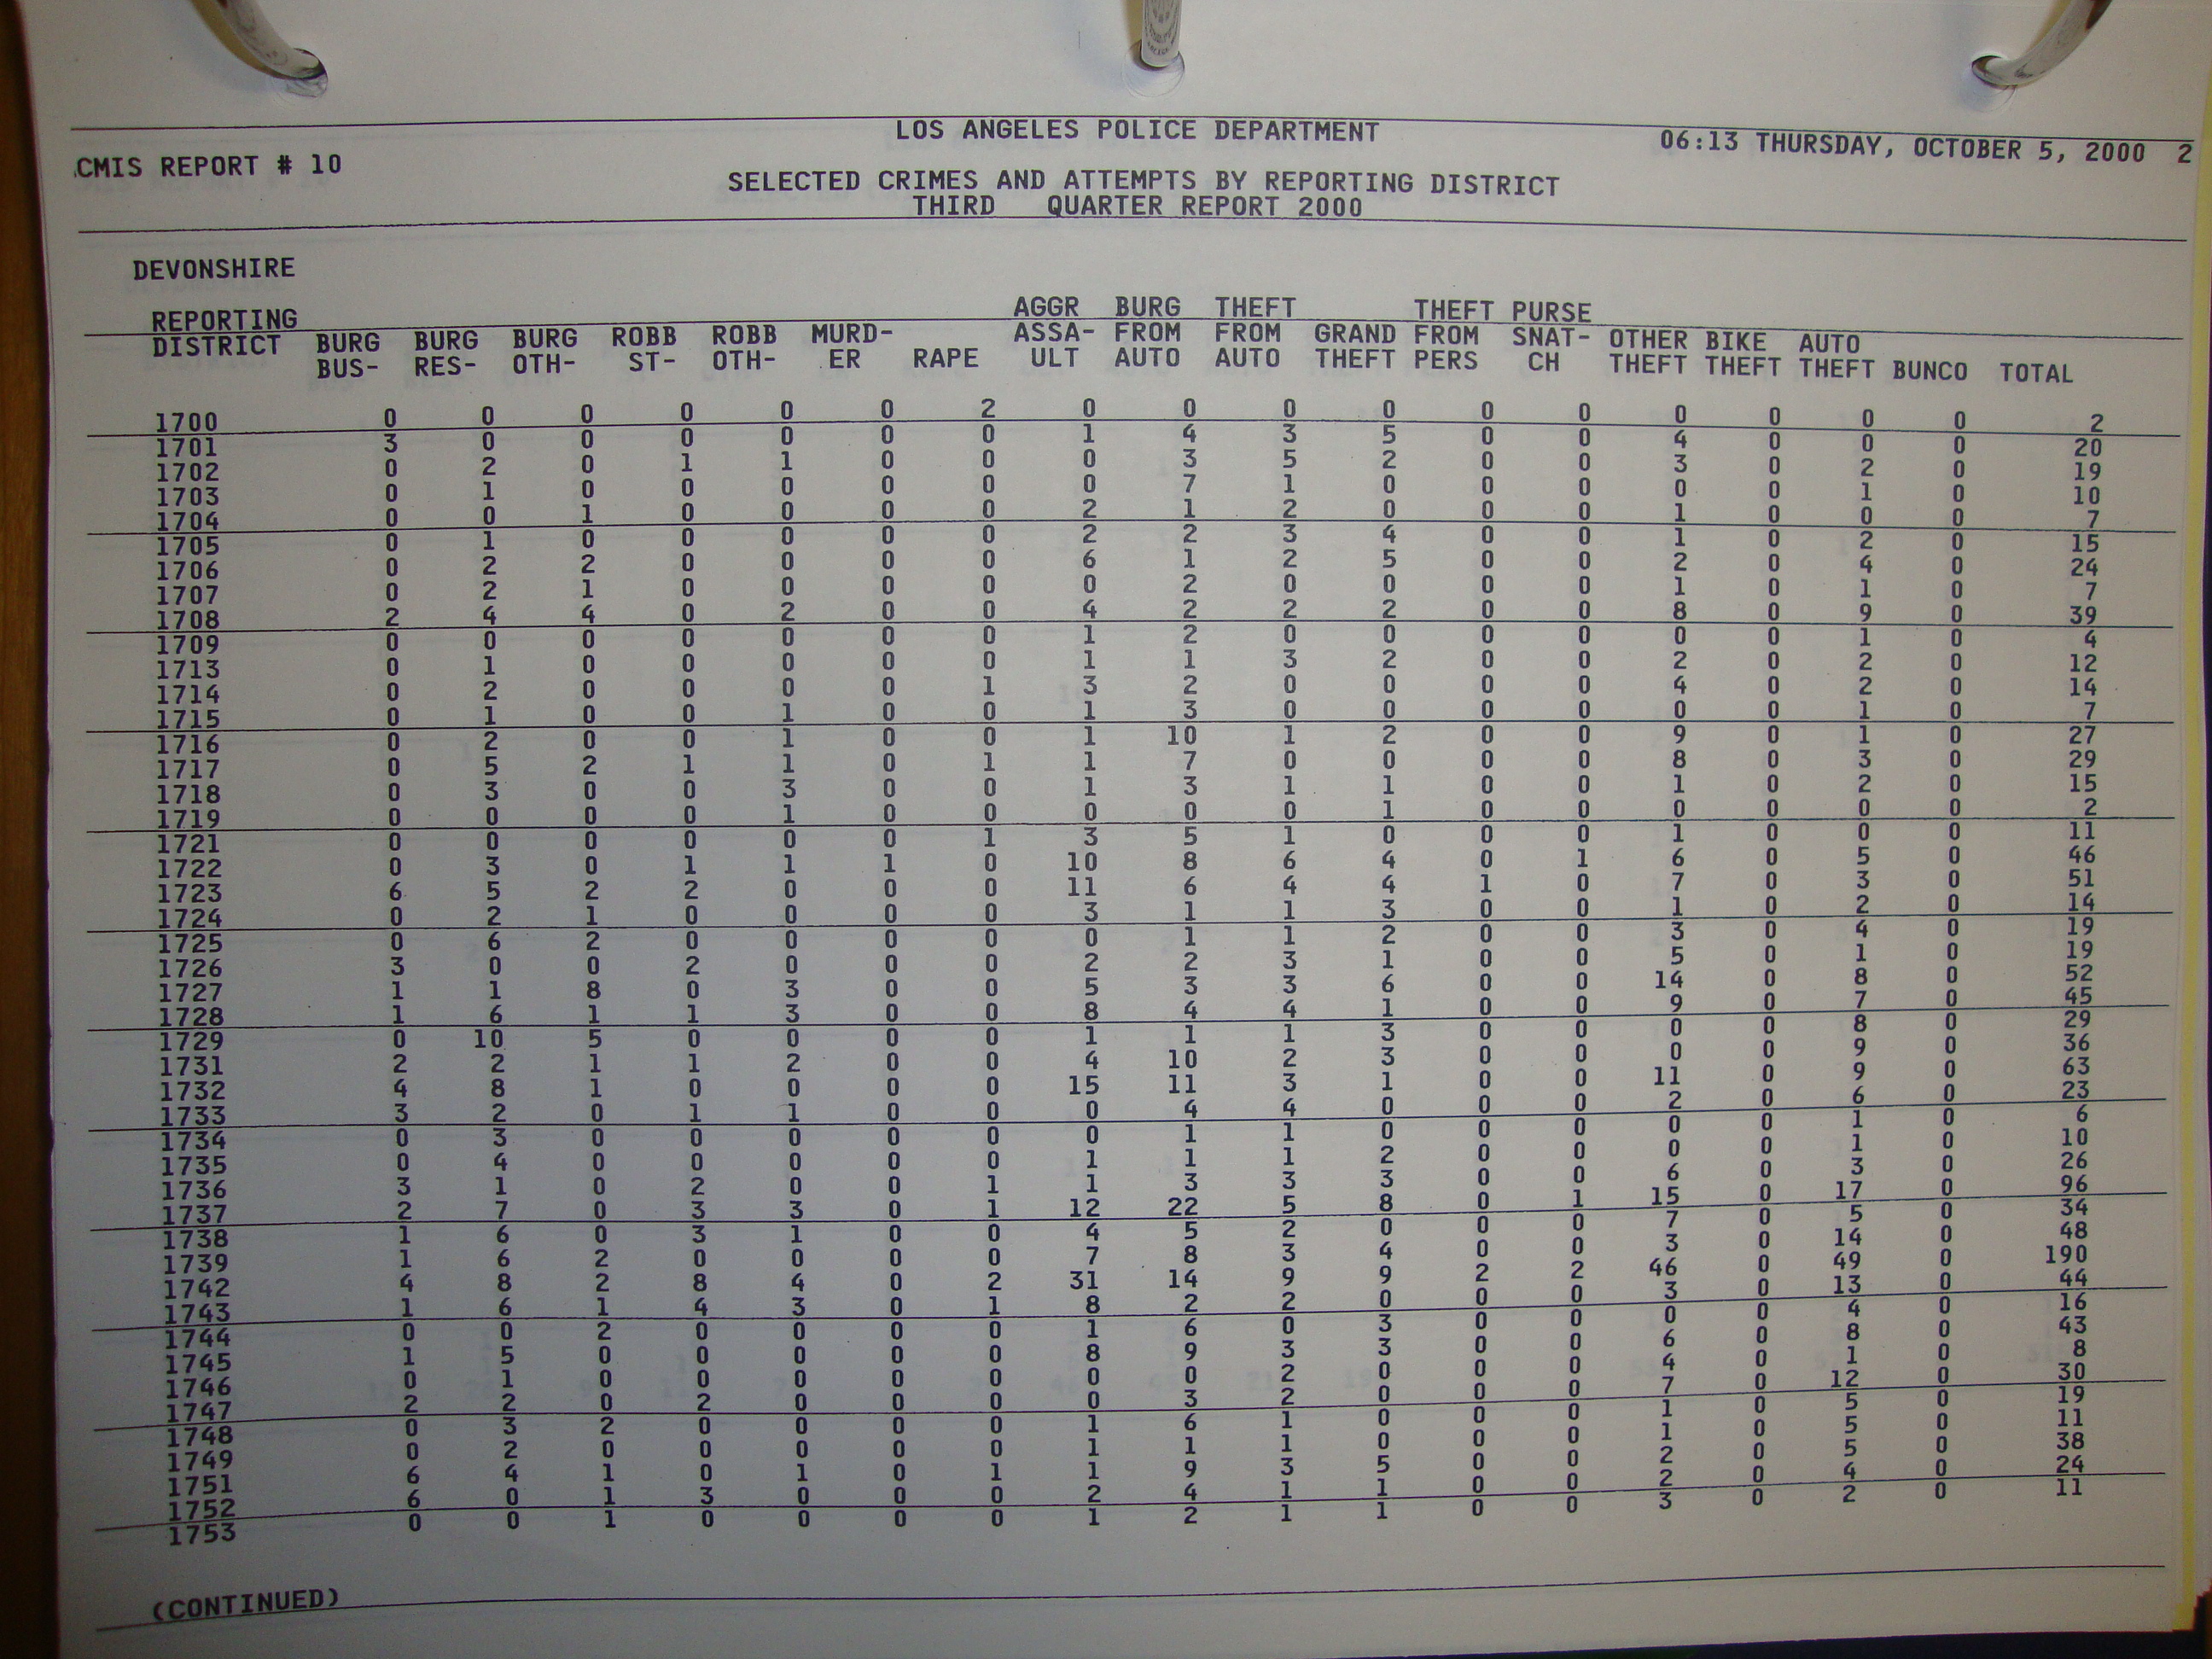 LOS ANGELES POLICE DEPARTMENT
.CMIS REPORT # 10 06:13 THURSDAY, OCTOBER 5, 2000 2
SELECTED CRIMES AND ATTEMPTS BY REPORTING DISTRICT
THIRD QUARTER REPORT 2000
DEVONSHIRE
AGGR BURG THEFT THEFT PURSE
REPORTING BURG BURG BURG ROBB ROBB MURD- ASSA- FROM FROM GRAND FROM SNAT- OTHER BIKE AUTO
DISTRICT BUS- RES- OTH- ST- OTH- ER RAPE ULT AUTO AUTO THEFT PERS CH THEFT THEFT THEFT BUNCO TOTAL
1700 0 0 0 0 0 0 2 0 0 0 0 0 0 0 0 0 0 2
1701 3 0 0 0 0 0 0 1 4 3 5 0 0 4 0 0 0 20
1702 0 2 0 1 1 0 0 0 3 5 2 0 0 3 0 2 0 19
1703 0 1 0 0 0 0 0 0 7 1 0 0 0 0 0 1 0 10
1704 0 0 1 0 0 0 0 2 1 2 0 0 0 1 0 0 0 7
1705 0 1 0 0 0 0 0 2 2 3 4 0 0 1 0 2 0 15
1706 0 2 2 0 0 0 0 6 1 2 5 0 0 2 0 4 0 24
1707 0 2 1 0 0 0 0 0 2 0 0 0 0 1 0 1 0 7
1708 2 4 4 0 2 0 0 4 2 2 2 0 0 8 0 9 0 39
1709 0 0 0 0 0 0 0 1 2 0 0 0 0 0 0 1 0 4
1713 0 1 0 0 0 0 0 1 1 3 2 0 0 2 0 2 0 12
1714 0 2 0 0 0 0 1 3 2 0 0 0 0 4 0 2 0 14
1715 0 1 0 0 1 0 0 1 3 0 0 0 0 0 0 1 0 7
1716 0 2 0 0 1 0 0 1 10 1 2 0 0 9 0 1 0 27
1717 0 5 2 1 1 0 1 1 7 0 0 0 0 8 0 3 0 29
1718 0 3 0 0 3 0 0 1 3 1 1 0 0 1 0 2 0 15
1719 0 0 0 0 1 0 0 0 0 0 1 0 0 0 0 0 0 2
1721 0 0 0 0 0 0 1 3 5 1 0 0 0 1 0 0 0 11
1722 0 3 0 1 1 1 0 10 8 6 4 0 1 6 0 5 0 46
1723 6 5 2 2 0 0 0 11 6 4 4 1 0 7 0 3 0 51
1724 0 2 1 0 0 0 0 3 1 1 3 0 0 1 0 2 0 14
1725 0 6 2 0 0 0 0 0 1 1 2 0 0 3 0 4 0 19
1726 3 0 0 2 0 0 0 2 2 3 1 0 0 5 0 1 0 19
1727 1 1 8 0 3 0 0 5 3 3 6 0 0 14 0 8 0 52
1728 1 6 1 1 3 0 0 8 4 4 1 0 0 9 0 7 0 45
1729 0 10 5 0 0 0 0 1 1 1 3 0 0 0 0 8 0 29
1731 2 2 1 1 2 0 0 4 10 2 3 0 0 0 0 9 0 36
1732 4 8 1 0 0 0 0 15 11 3 1 0 0 11 0 9 0 63
1733 3 2 0 1 1 0 0 0 4 4 0 0 0 2 0 6 0 23
1734 0 3 0 0 0 0 0 0 1 1 0 0 0 0 0 1 0 6
1735 0 4 0 0 0 0 0 1 1 1 2 0 0 0 0 1 0 10
1736 3 1 0 2 0 0 1 1 3 3 3 0 0 6 0 3 0 26
1737 2 7 0 3 3 0 1 12 22 5 8 0 1 15 0 17 0 96
1738 1 6 0 3 1 0 0 4 5 2 0 0 0 7 0 5 0 34
1739 1 6 2 0 0 0 0 7 8 3 4 0 0 3 0 14 0 48
1742 4 8 2 8 4 0 2 31 14 9 9 2 2 46 0 49 0 190
1743 1 6 1 4 3 0 1 8 2 2 0 0 0 3 0 13 0 44
1744 0 0 2 0 0 0 0 1 6 0 3 0 0 0 0 4 0 16
1745 1 5 0 0 0 0 0 8 9 3 3 0 0 6 0 8 0 43
1746 0 1 0 0 0 0 0 0 0 2 0 0 0 4 0 1 0 8
1747 2 2 0 2 0 0 0 0 3 2 0 0 0 7 0 12 0 30
1748 0 3 2 0 0 0 0 1 6 1 0 0 0 1 0 5 0 19
1749 0 2 0 0 0 0 0 1 1 1 0 0 0 1 0 5 0 11
1751 6 4 1 0 1 0 1 1 9 3 5 0 0 2 0 5 0 38
1752 6 0 1 3 0 0 0 2 4 1 1 0 0 2 0 4 0 24
1753 0 0 1 0 0 0 0 1 2 1 1 0 0 3 0 2 0 11
(CONTINUED)